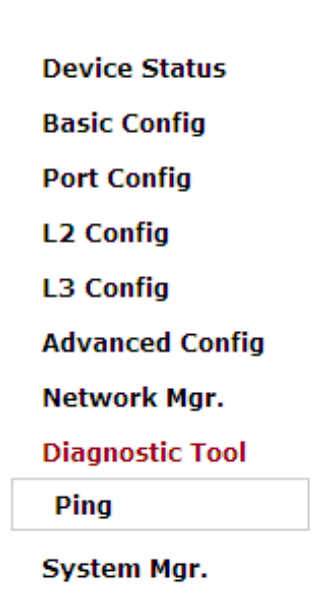 Device Status
Basic Config
Port Config
L2 Config
L3 Config
Advanced Config
Network Mgr.
Diagnostic Tool
Ping
System Mgr.